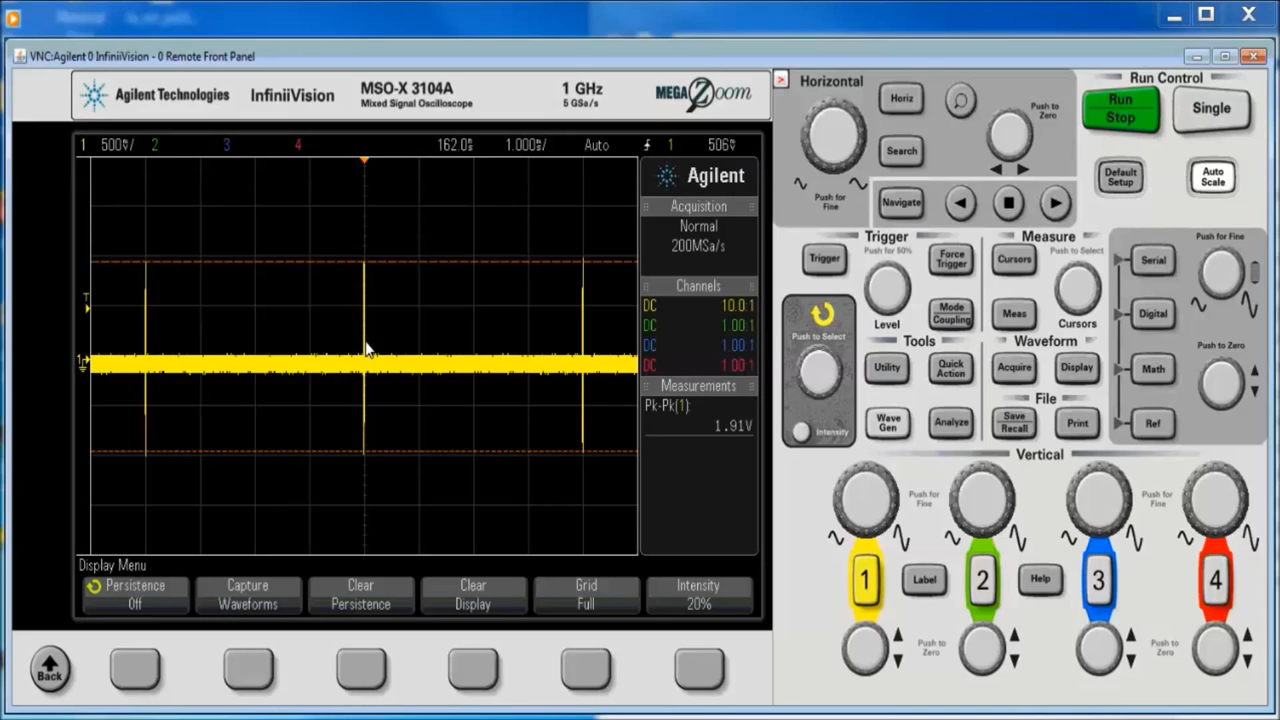 VNC:Agilent 0 InfiniiVision - 0 Remote Front Panel
Agilent Technologies InfiniiVision MSO-X 3104A 1 GHz MEGA Zoom
Mixed Signal Oscilloscope 5 GSa/s
1 500▿/ 2 3 4 162.0 1.000 / Auto 1 506▿
T
1
Agilent
Acquisition
Normal
200MSa/s
Channels
DC 10.0:1
DC 1.00:1
DC 1.00:1
DC 1.00:1
Measurements
Pk-Pk(1):
1.91V
Display Menu
Persistence Capture Clear Clear Grid Intensity
Off Waveforms Persistence Display Full 20%
Back
>
Horizontal
Push for
Fine
Horiz
Search
Navigate
Push to
Zero
Run Control
Run
Stop
Single
Default
Setup
Auto
Scale
Trigger
Trigger
Push for 50%
Level
Force
Trigger
Mode
Coupling
Measure
Cursors
Meas
Push to Select
Cursors
Push to Select
Intensity
Tools
Utility
Quick
Action
Wave
Gen
Analyze
Waveform
Acquire
Display
File
Save
Recall
Print
Serial
Digital
Math
Ref
Push for Fine
Push to Zero
Vertical
Push for
Fine
Push for
Fine
1
Label
2
Help
3
4
Push to
Zero
Push to
Zero